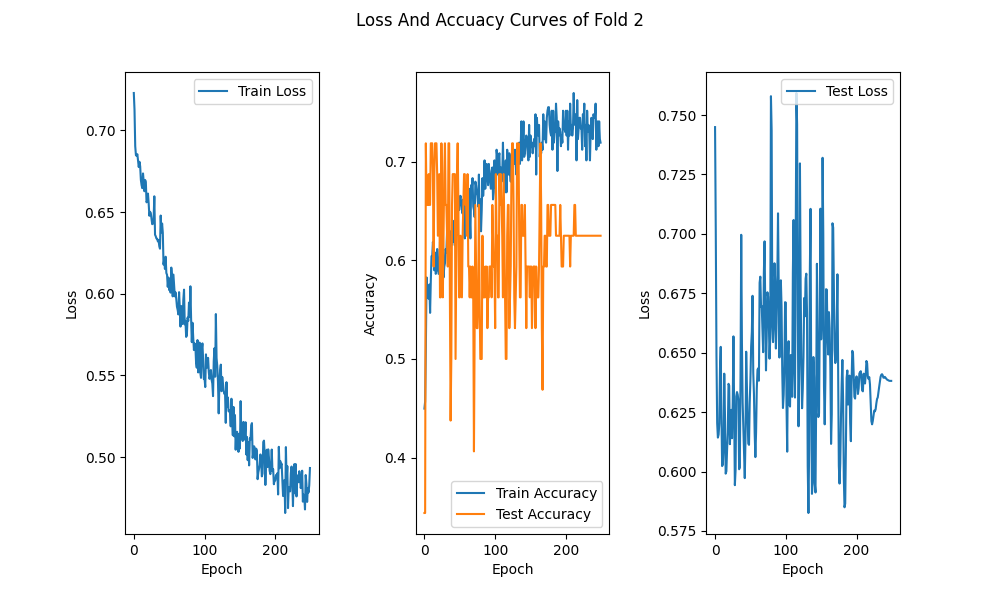 Loss And Accuacy Curves of Fold 2
Loss
0.70
0.65
0.60
0.55
0.50
0
100
200
Epoch
Train Loss
Accuracy
0.7
0.6
0.5
0.4
0
100
200
Epoch
Train Accuracy
Test Accuracy
Loss
0.750
0.725
0.700
0.675
0.650
0.625
0.600
0.575
0
100
200
Epoch
Test Loss